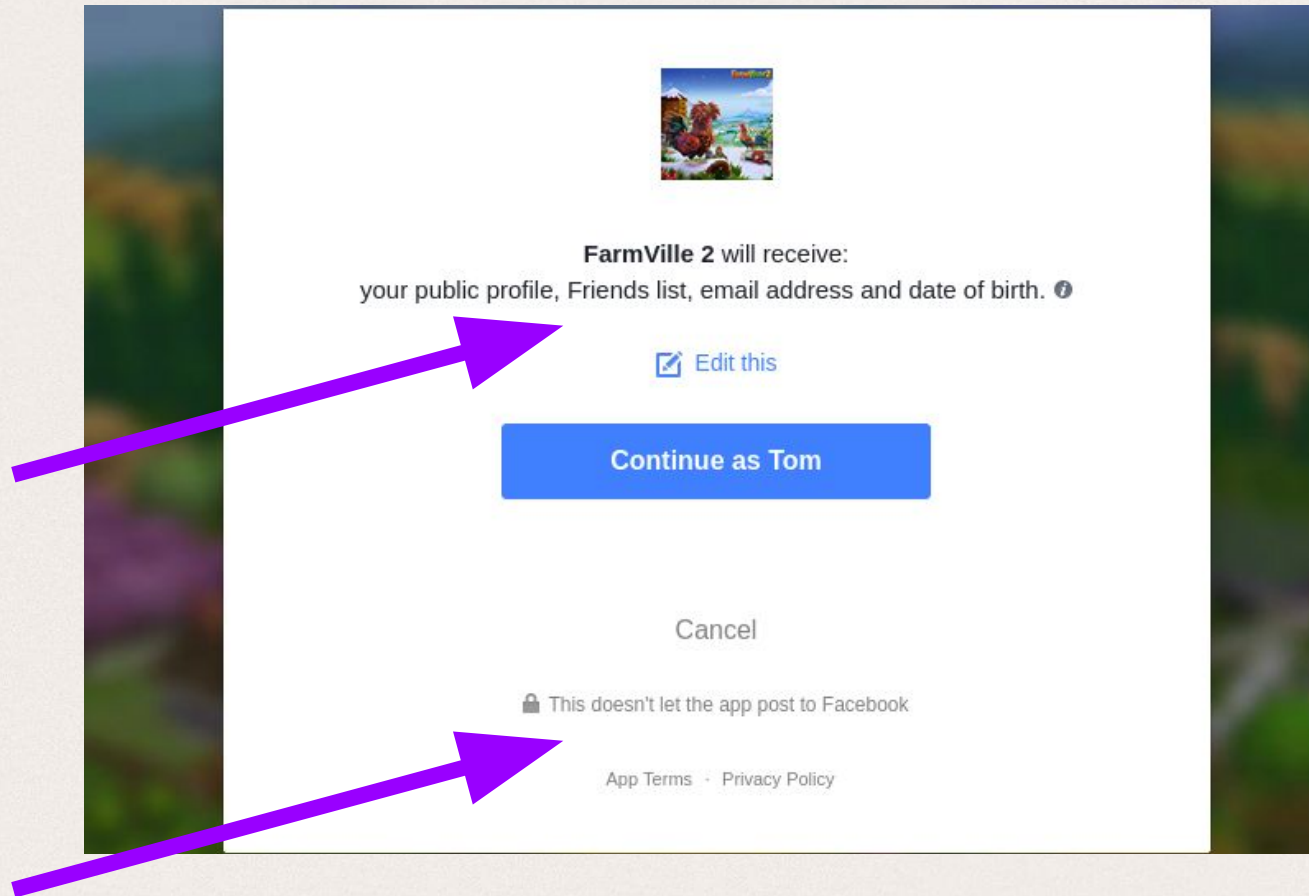 FarmVille 2 will receive:
your public profile, Friends list, email address and date of birth.
Edit this
Continue as Tom
Cancel
This doesn't let the app post to Facebook
App Terms · Privacy Policy